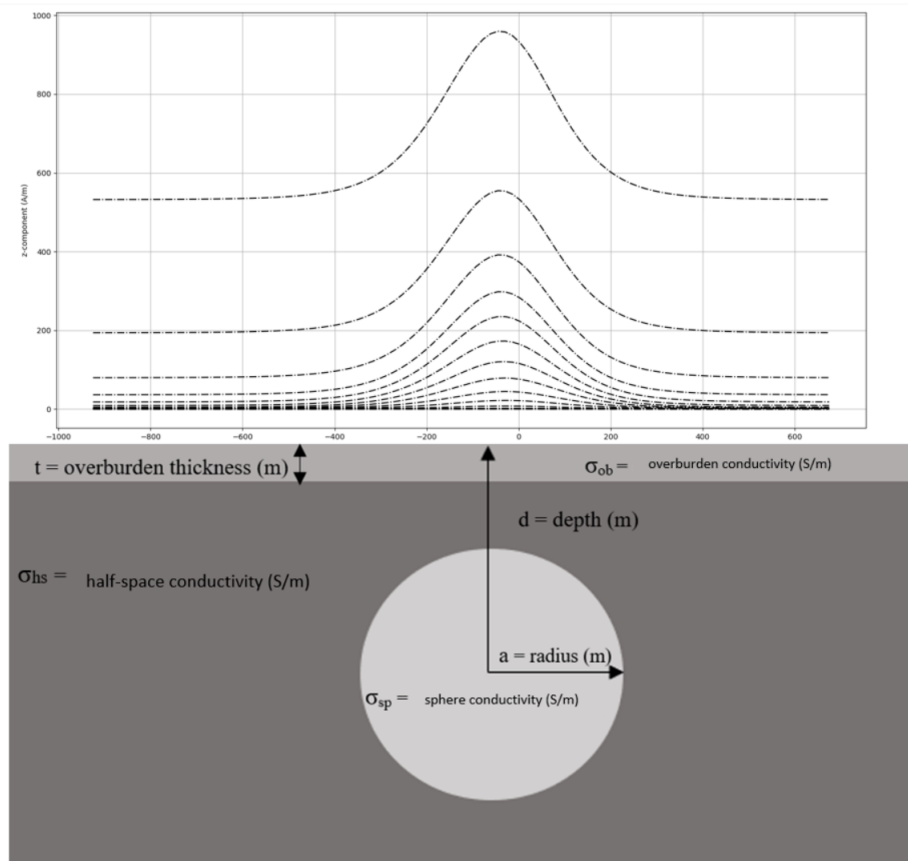 1000
800
600
400
200
0
z-component (A/m)
−1000 −800 −600 −400 −200 0 200 400 600
t = overburden thickness (m)
σob = overburden conductivity (S/m)
d = depth (m)
σhs = half-space conductivity (S/m)
a = radius (m)
σsp = sphere conductivity (S/m)